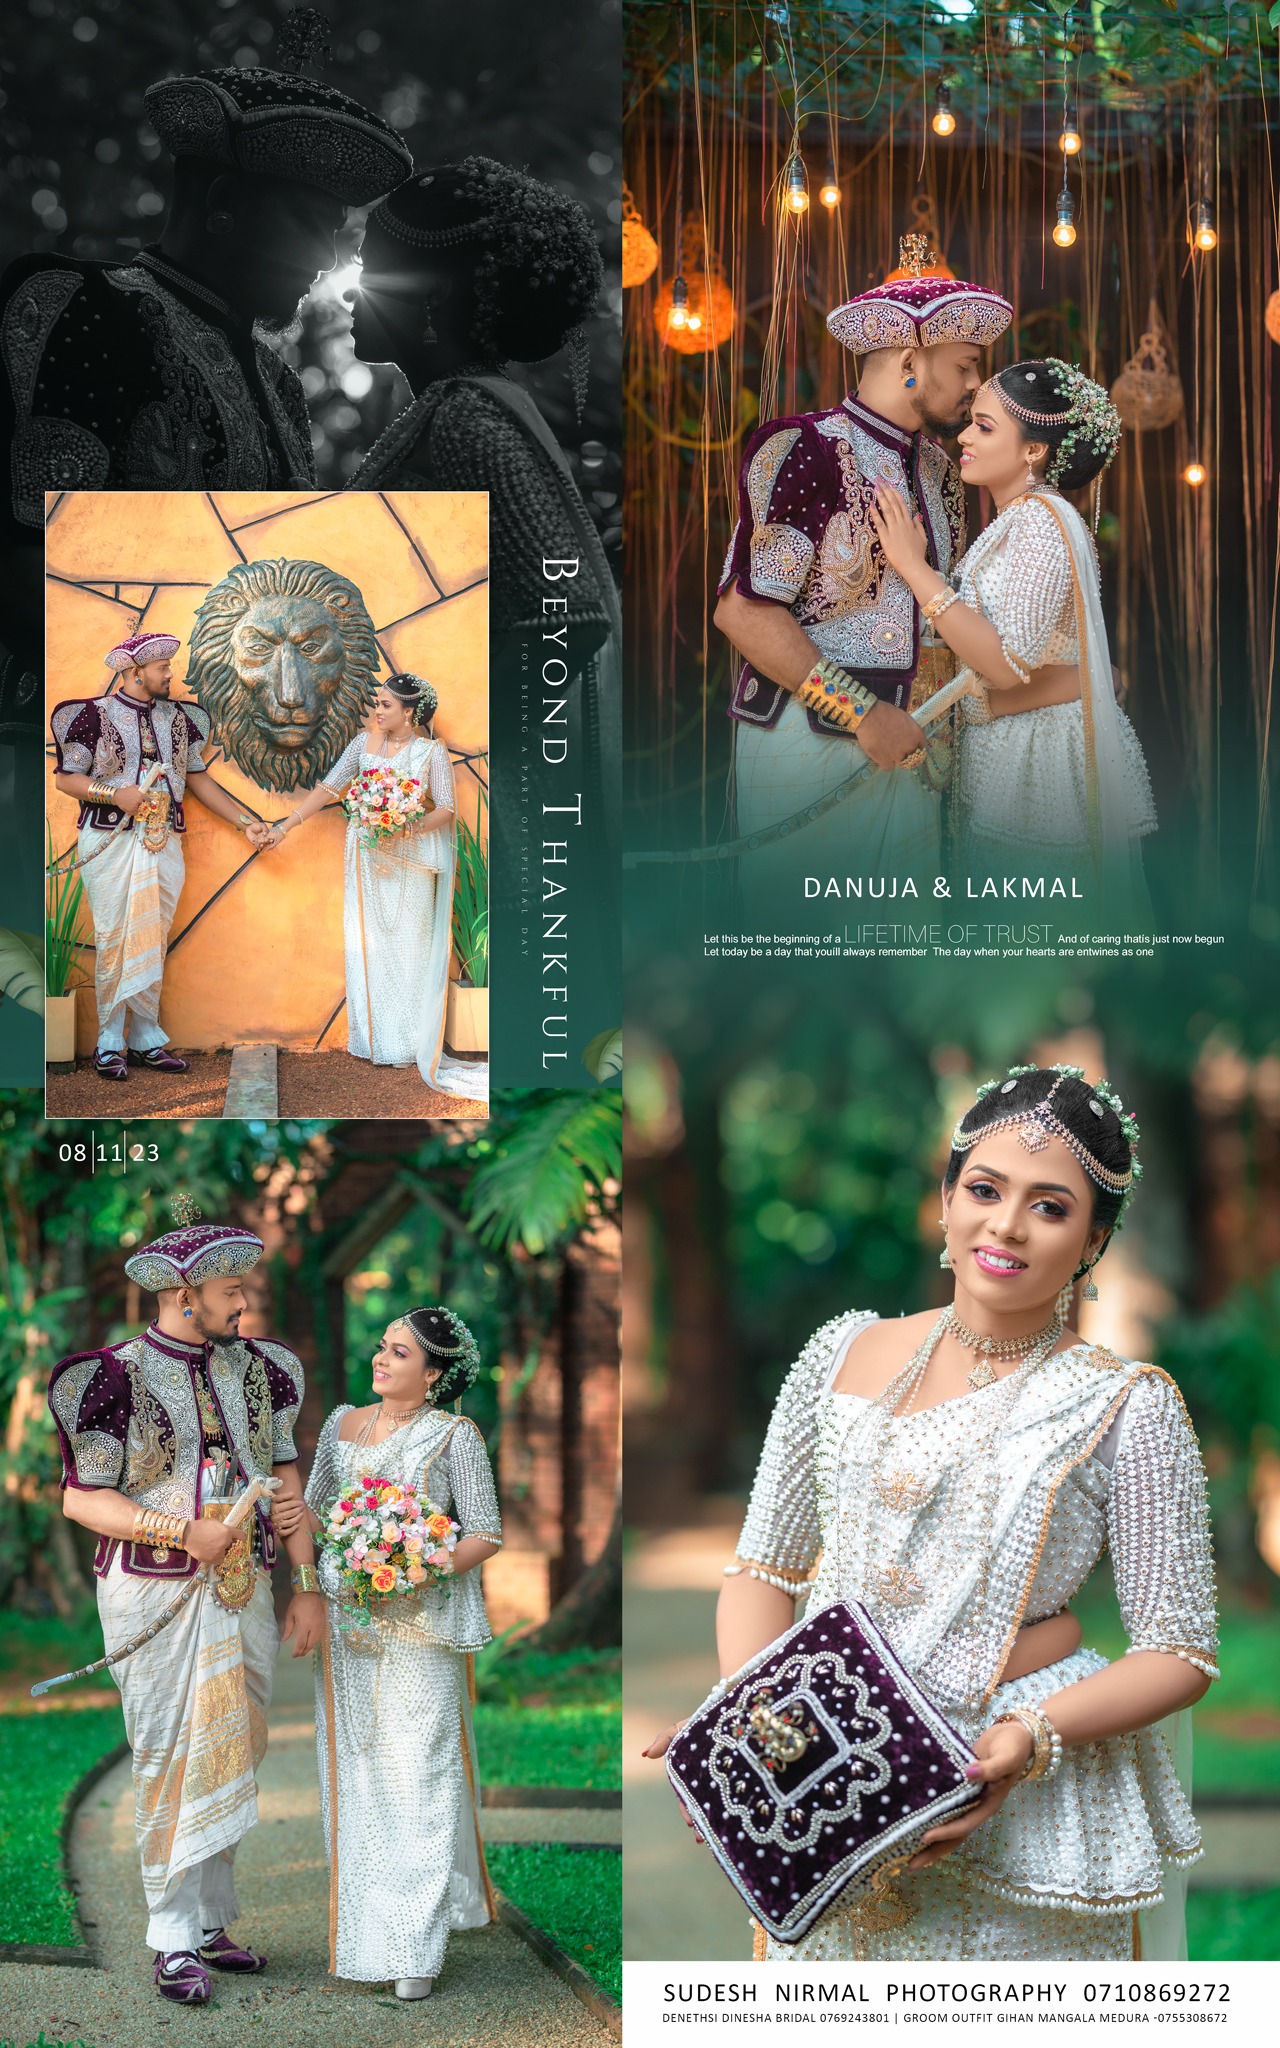 BEYOND THANKFUL
FOR BEING A PART OF SPECIAL DAY
08|11|23
DANUJA & LAKMAL
Let this be the beginning of a LIFETIME OF TRUST And of caring thatis just now begun
Let today be a day that youill always remember The day when your hearts are entwines as one
SUDESH NIRMAL PHOTOGRAPHY 0710869272
DENETHSI DINESHA BRIDAL 0769243801 | GROOM OUTFIT GIHAN MANGALA MEDURA -0755308672